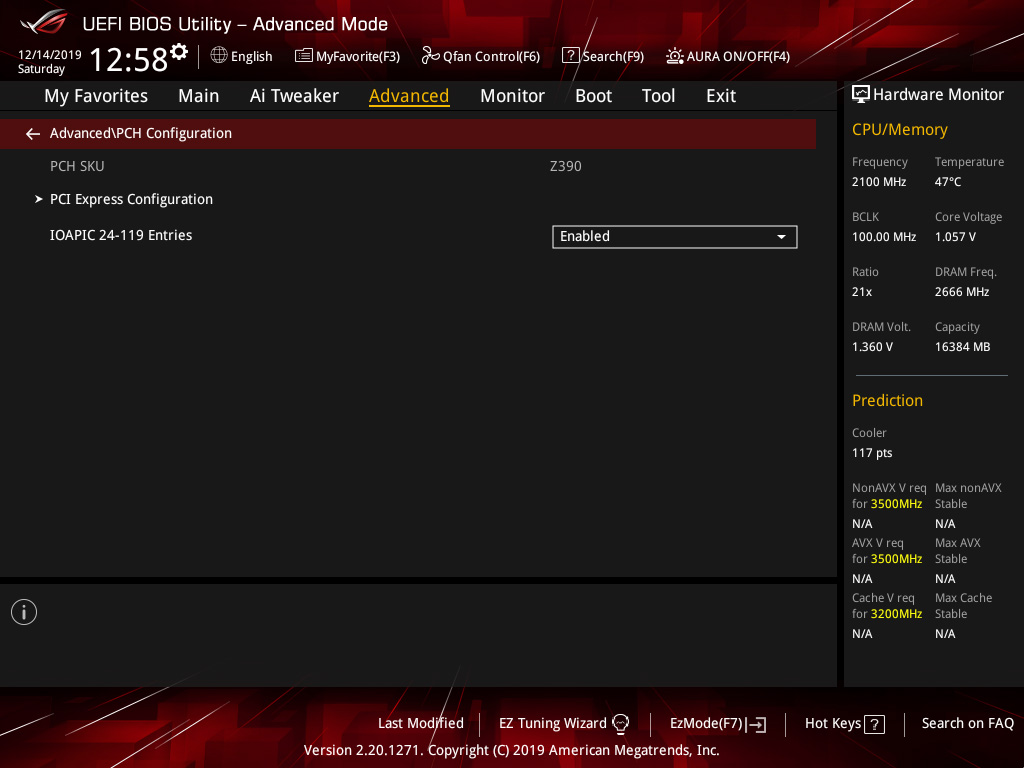 UEFI BIOS Utility – Advanced Mode
12/14/2019
Saturday
12:58
English
MyFavorite(F3)
Qfan Control(F6)
? Search(F9)
AURA ON/OFF(F4)
My Favorites Main Ai Tweaker Advanced Monitor Boot Tool Exit
Advanced\PCH Configuration
PCH SKU Z390
PCI Express Configuration
IOAPIC 24-119 Entries Enabled
Hardware Monitor
CPU/Memory
Frequency Temperature
2100 MHz 47°C
BCLK Core Voltage
100.00 MHz 1.057 V
Ratio DRAM Freq.
21x 2666 MHz
DRAM Volt. Capacity
1.360 V 16384 MB
Prediction
Cooler
117 pts
NonAVX V req Max nonAVX
for 3500MHz Stable
N/A N/A
AVX V req Max AVX
for 3500MHz Stable
N/A N/A
Cache V req Max Cache
for 3200MHz Stable
N/A N/A
Last Modified
EZ Tuning Wizard
EzMode(F7)
Hot Keys ?
Search on FAQ
Version 2.20.1271. Copyright (C) 2019 American Megatrends, Inc.